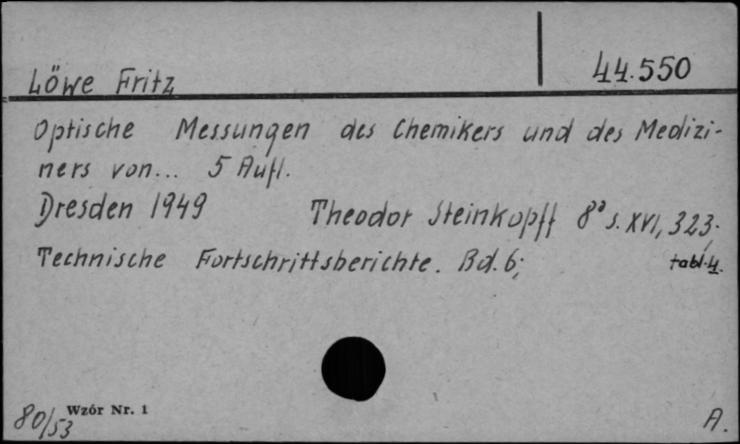 Löwe Fritz 44.550
Optische Messungen des Chemikers und des Medizi-
ners von... 5 Aufl.
Dresden 1949 Theodor Steinkopff 8° s. XVI, 323.
Technische Fortschrittsberichte. Bd. 6; tabl. 4.
Wzór Nr. 1
80/53 A.